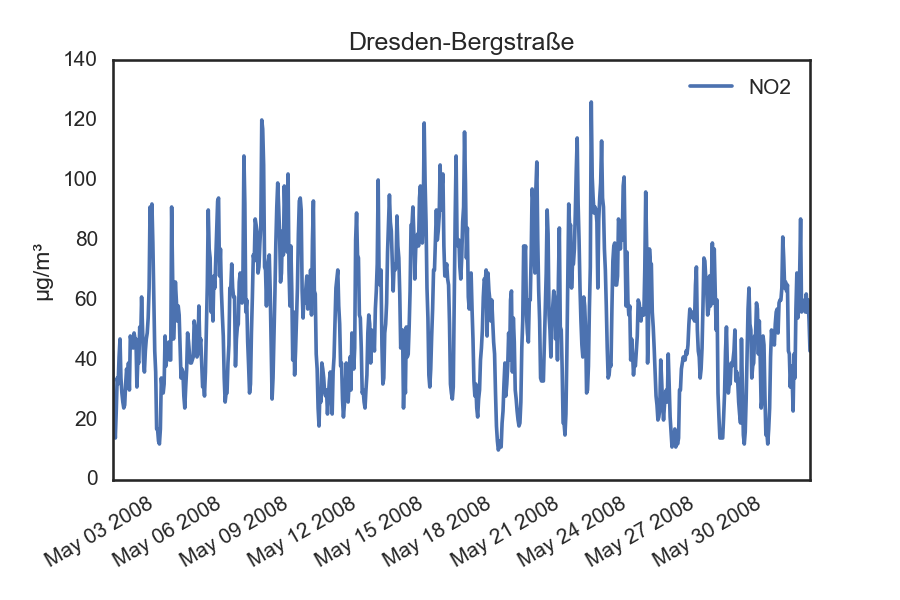 Dresden-Bergstraße
NO2
µg/m³
140
120
100
80
60
40
20
0
May 03 2008
May 06 2008
May 09 2008
May 12 2008
May 15 2008
May 18 2008
May 21 2008
May 24 2008
May 27 2008
May 30 2008